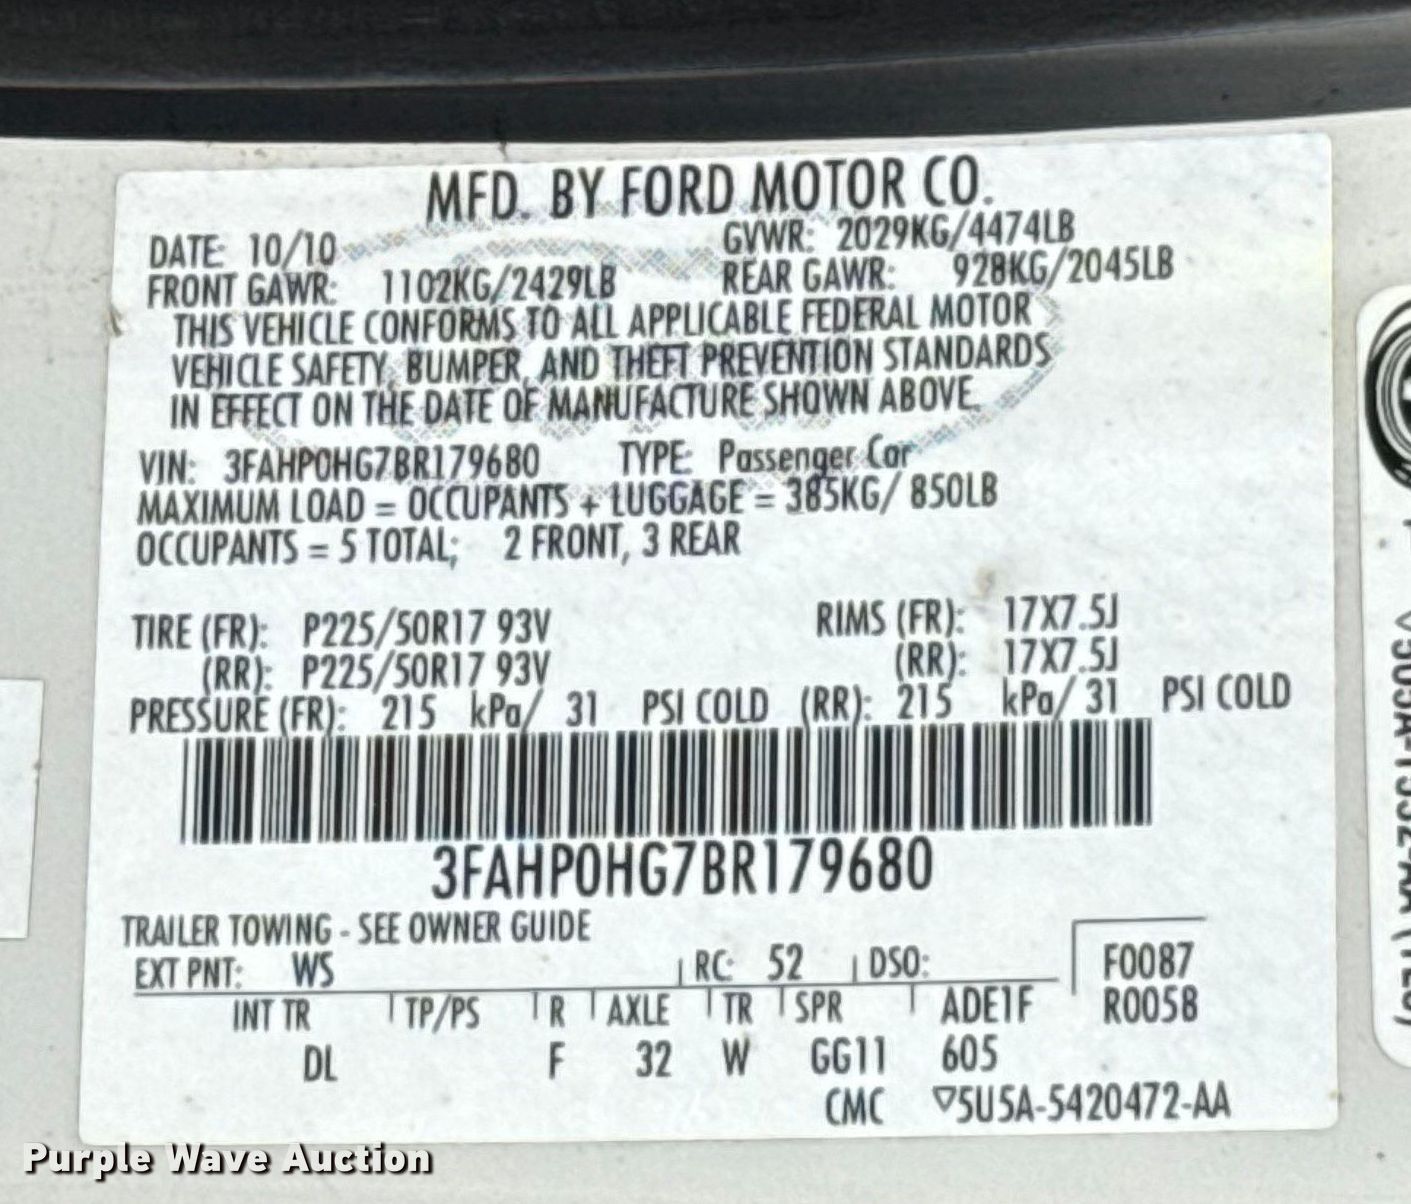 MFD. BY FORD MOTOR CO.
DATE: 10/10 GVWR: 2029KG/4474LB
FRONT GAWR: 1102KG/2429LB REAR GAWR: 928KG/2045LB
THIS VEHICLE CONFORMS TO ALL APPLICABLE FEDERAL MOTOR
VEHICLE SAFETY, BUMPER, AND THEFT PREVENTION STANDARDS
IN EFFECT ON THE DATE OF MANUFACTURE SHOWN ABOVE.
VIN: 3FAHP0HG7BR179680 TYPE: Passenger Car
MAXIMUM LOAD = OCCUPANTS + LUGGAGE = 385KG/ 850LB
OCCUPANTS = 5 TOTAL; 2 FRONT, 3 REAR
TIRE (FR): P225/50R17 93V RIMS (FR): 17X7.5J
(RR): P225/50R17 93V (RR): 17X7.5J
PRESSURE (FR): 215 kPa/ 31 PSI COLD (RR): 215 kPa/ 31 PSI COLD
3FAHP0HG7BR179680
TRAILER TOWING - SEE OWNER GUIDE
EXT PNT: WS RC: 52 DSO: F0087
INT TR TP/PS R AXLE TR SPR ADE1F R0058
DL F 32 W GG11 605
CMC ▽5U5A-5420472-AA
Purple Wave Auction